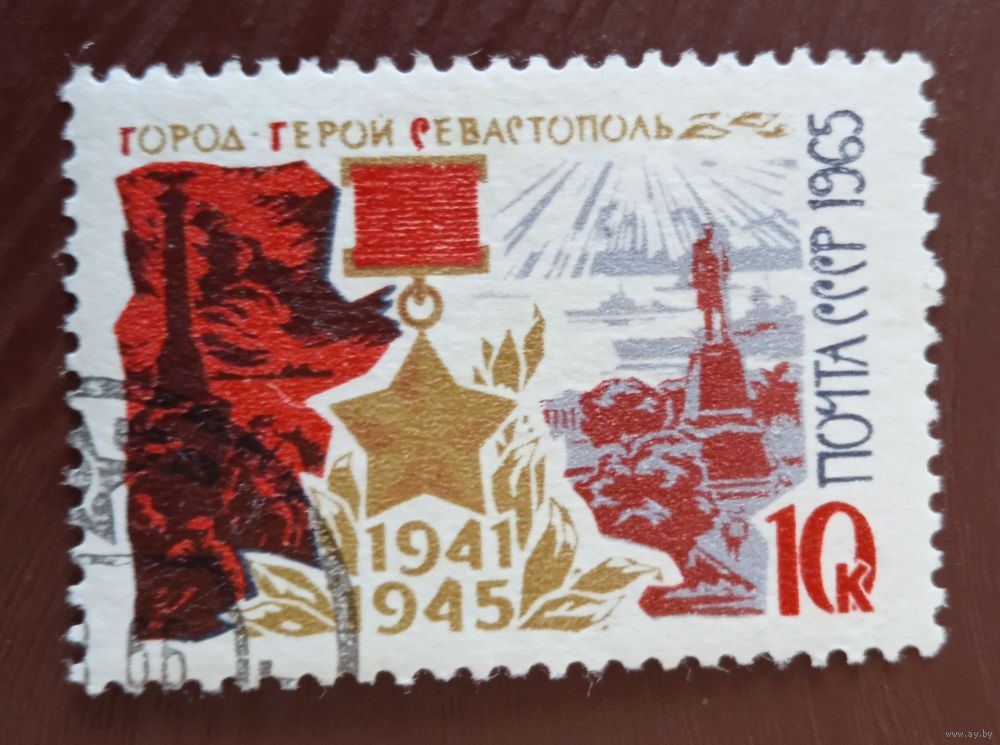 ГОРОД-ГЕРОЙ СЕВАСТОПОЛЬ
ПОЧТА СССР 1965
1941
1945
10К
www.ay.by